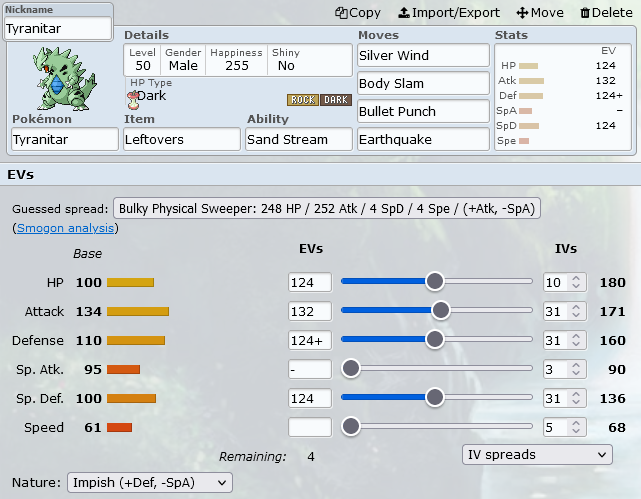 Nickname
Tyranitar
Copy Import/Export Move Delete
Details
Level Gender Happiness Shiny
50 Male 255 No
HP Type
Dark
ROCK DARK
Pokémon Item Ability
Tyranitar Leftovers Sand Stream
Moves
Silver Wind
Body Slam
Bullet Punch
Earthquake
Stats
EV
HP 124
Atk 132
Def 124+
SpA –
SpD 124
Spe
EVs
Guessed spread: Bulky Physical Sweeper: 248 HP / 252 Atk / 4 SpD / 4 Spe / (+Atk, -SpA)
(Smogon analysis)
Base EVs IVs
HP 100 124 10 180
Attack 134 132 31 171
Defense 110 124+ 31 160
Sp. Atk. 95 - 3 90
Sp. Def. 100 124 31 136
Speed 61 5 68
Remaining: 4 IV spreads
Nature: Impish (+Def, -SpA)